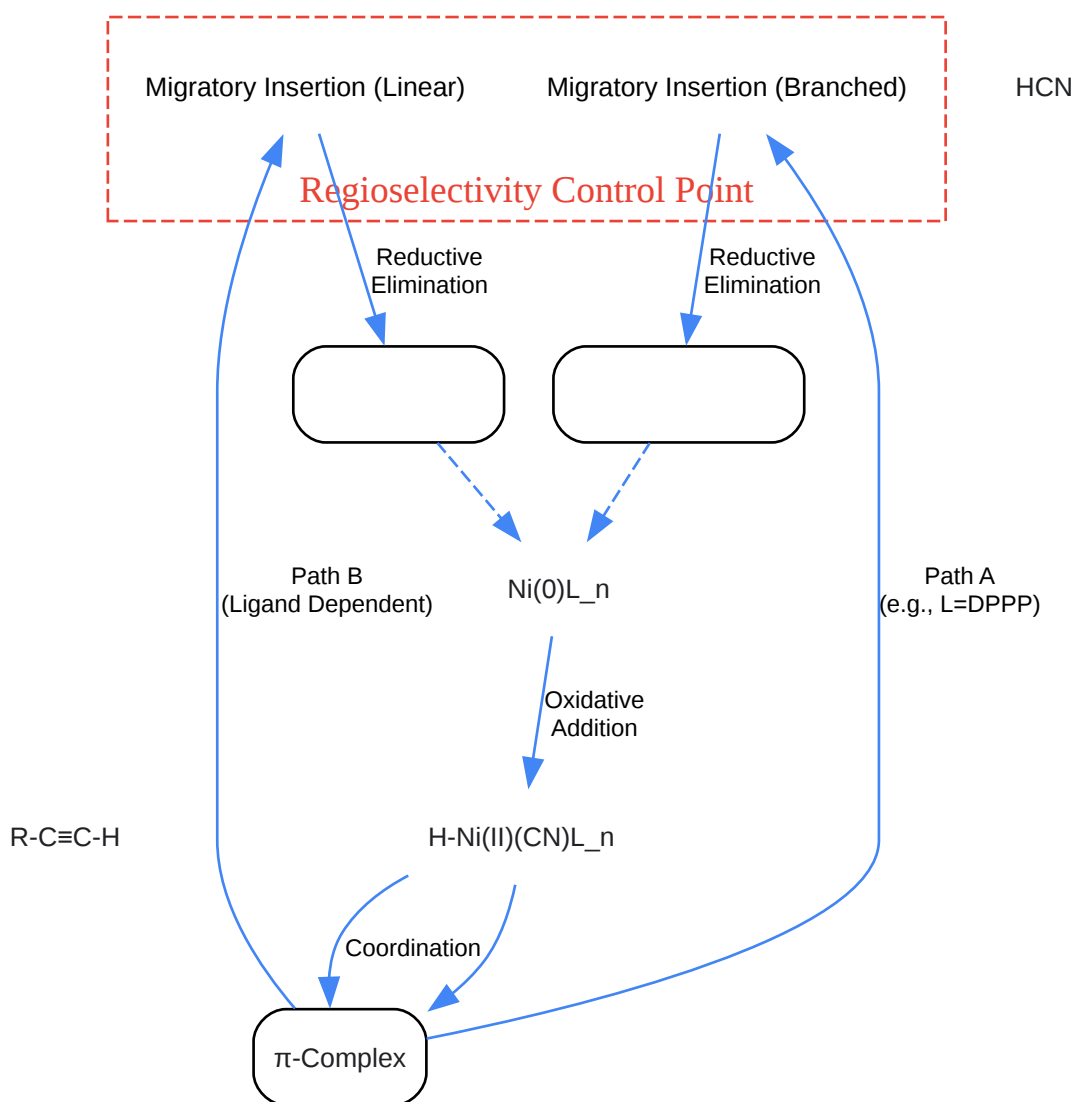 Migratory Insertion (Linear)
Migratory Insertion (Branched)
HCN
Regioselectivity Control Point
Reductive
Elimination
Reductive
Elimination
Path B
(Ligand Dependent)
Ni(0)L_n
Path A
(e.g., L=DPPP)
Oxidative
Addition
R-C≡C-H
H-Ni(II)(CN)L_n
Coordination
π-Complex